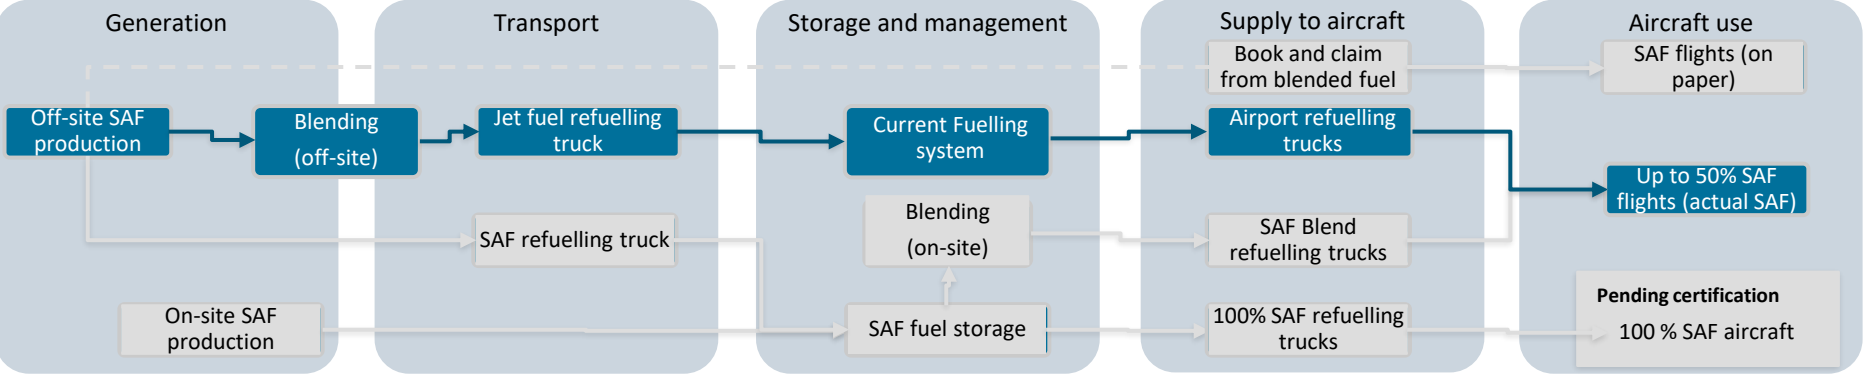 Generation
Transport
Storage and management
Supply to aircraft
Aircraft use
Book and claim
from blended fuel
SAF flights (on
paper)
Off-site SAF
production
Blending
(off-site)
Jet fuel refuelling
truck
Current Fuelling
system
Airport refuelling
trucks
Up to 50% SAF
flights (actual SAF)
SAF refuelling truck
Blending
(on-site)
SAF Blend
refuelling trucks
On-site SAF
production
SAF fuel storage
100% SAF refuelling
trucks
Pending certification
100 % SAF aircraft